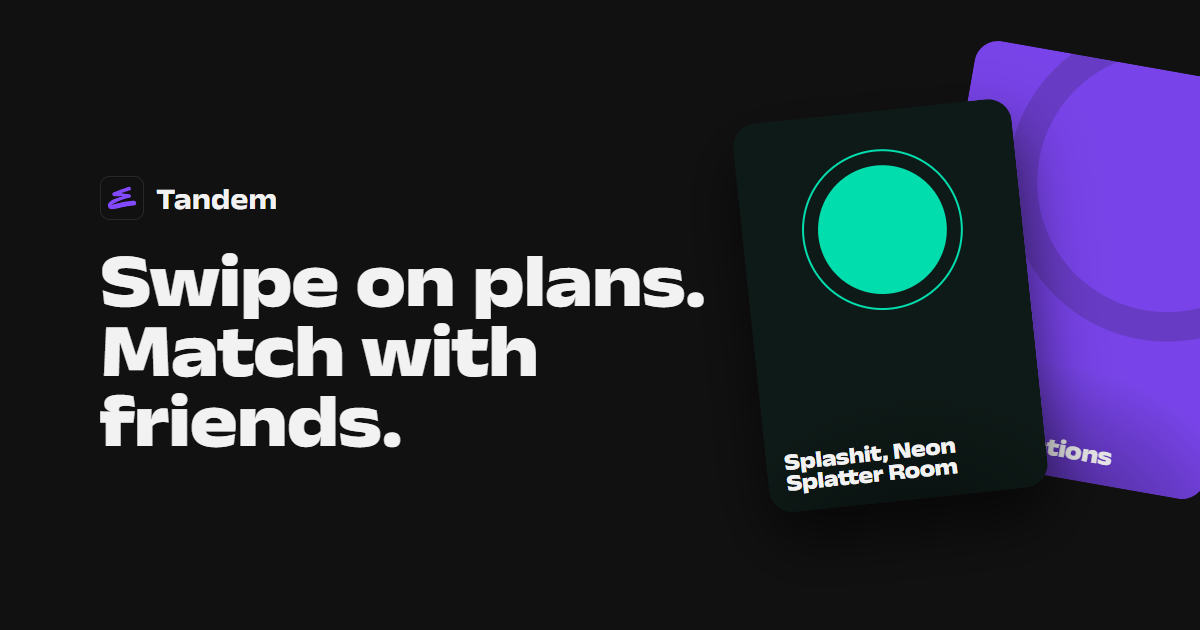 Tandem
Swipe on plans.
Match with
friends.
Splashit, Neon
Splatter Room